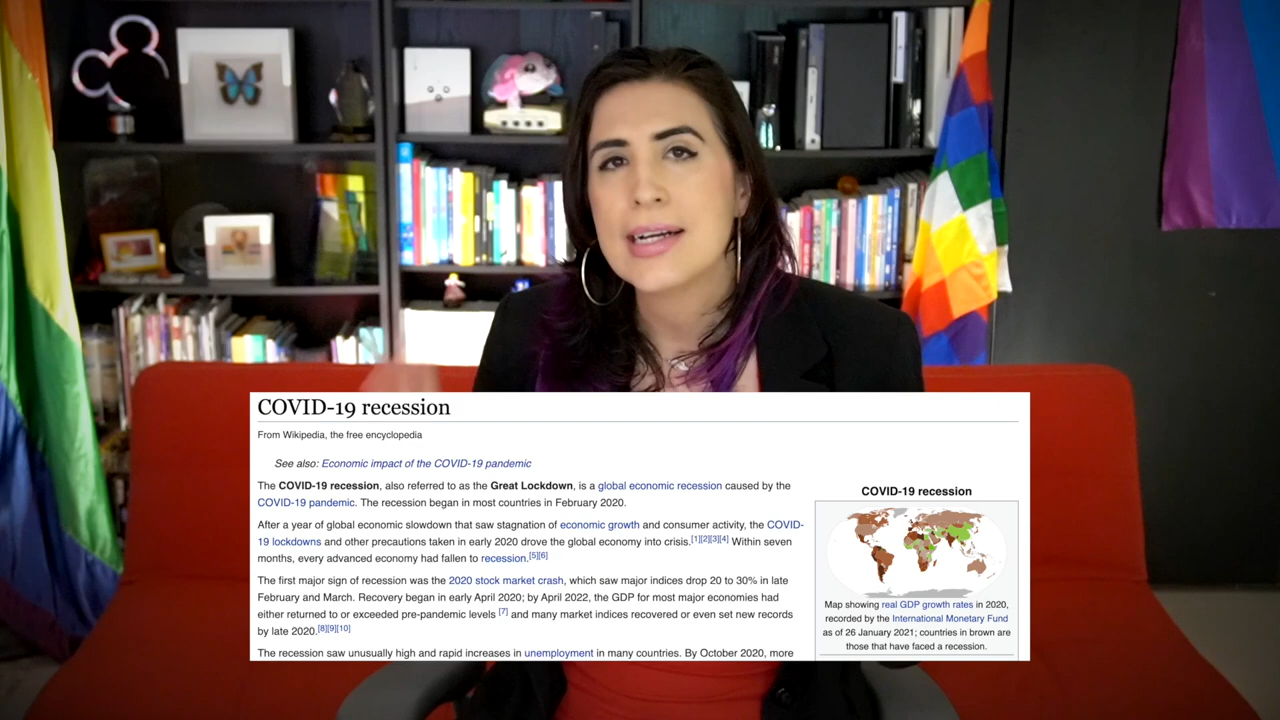 COVID-19 recession
From Wikipedia, the free encyclopedia
See also: Economic impact of the COVID-19 pandemic
The COVID-19 recession, also referred to as the Great Lockdown, is a global economic recession caused by the
COVID-19 pandemic. The recession began in most countries in February 2020.
After a year of global economic slowdown that saw stagnation of economic growth and consumer activity, the COVID-
19 lockdowns and other precautions taken in early 2020 drove the global economy into crisis.[1][2][3][4] Within seven
months, every advanced economy had fallen to recession.[5][6]
The first major sign of recession was the 2020 stock market crash, which saw major indices drop 20 to 30% in late
February and March. Recovery began in early April 2020; by April 2022, the GDP for most major economies had
either returned to or exceeded pre-pandemic levels [7] and many market indices recovered or even set new records
by late 2020.[8][9][10]
The recession saw unusually high and rapid increases in unemployment in many countries. By October 2020, more
COVID-19 recession
Map showing real GDP growth rates in 2020,
recorded by the International Monetary Fund
as of 26 January 2021; countries in brown are
those that have faced a recession.